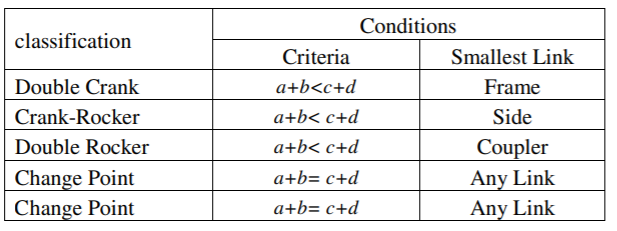 classification Conditions
Criteria Smallest Link
Double Crank a+b<c+d Frame
Crank-Rocker a+b< c+d Side
Double Rocker a+b< c+d Coupler
Change Point a+b= c+d Any Link
Change Point a+b= c+d Any Link